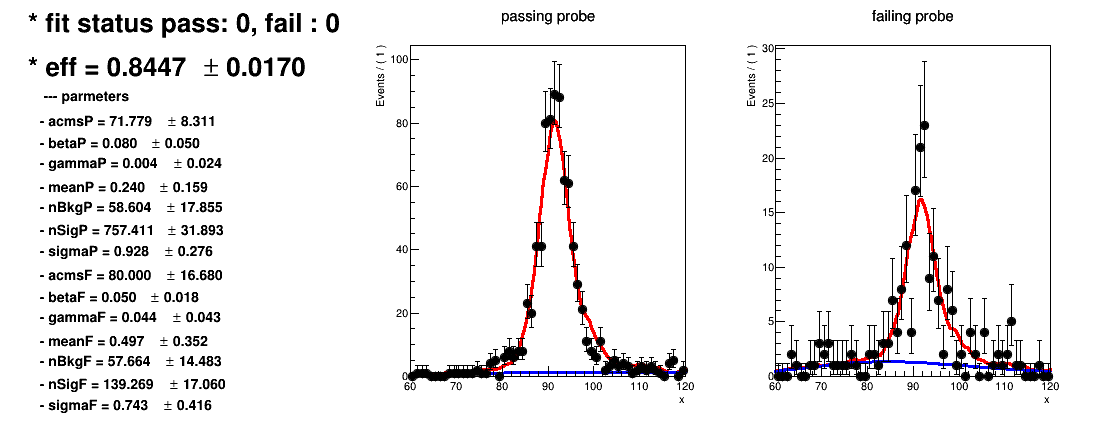 * fit status pass: 0, fail : 0
* eff = 0.8447 ± 0.0170
--- parmeters
- acmsP = 71.779 ± 8.311
- betaP = 0.080 ± 0.050
- gammaP = 0.004 ± 0.024
- meanP = 0.240 ± 0.159
- nBkgP = 58.604 ± 17.855
- nSigP = 757.411 ± 31.893
- sigmaP = 0.928 ± 0.276
- acmsF = 80.000 ± 16.680
- betaF = 0.050 ± 0.018
- gammaF = 0.044 ± 0.043
- meanF = 0.497 ± 0.352
- nBkgF = 57.664 ± 14.483
- nSigF = 139.269 ± 17.060
- sigmaF = 0.743 ± 0.416
passing probe
Events / ( 1 )
100
80
60
40
20
0
60 70 80 90 100 110 120
x
failing probe
Events / ( 1 )
30
25
20
15
10
5
0
60 70 80 90 100 110 120
x